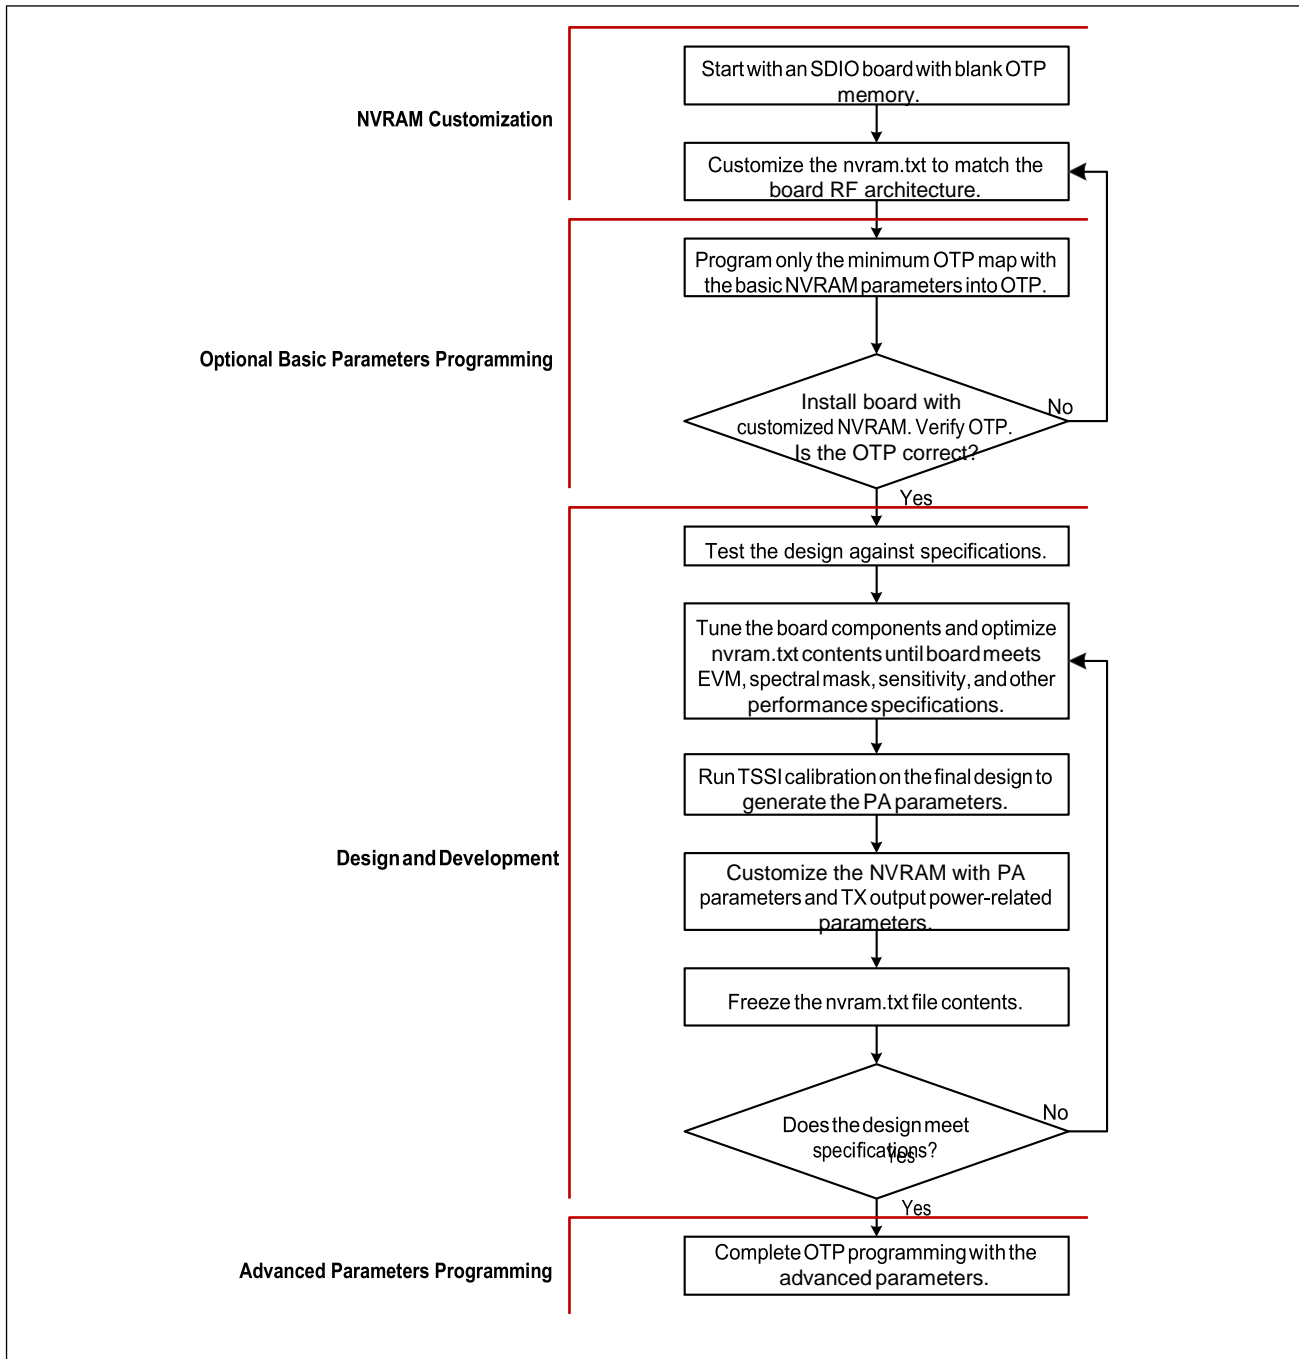 Start with an SDIO board with blank OTP
memory.
NVRAM Customization
Customize the nvram.txt to match the
board RF architecture.
Program only the minimum OTP map with
the basic NVRAM parameters into OTP.
Optional Basic Parameters Programming
Install board with
customized NVRAM. Verify OTP.
Is the OTP correct?
No
Yes
Test the design against specifications.
Tune the board components and optimize
nvram.txt contents until board meets
EVM, spectral mask, sensitivity, and other
performance specifications.
Run TSSI calibration on the final design to
generate the PA parameters.
Design and Development
Customize the NVRAM with PA
parameters and TX output power-related
parameters.
Freeze the nvram.txt file contents.
Does the design meet
specifications?
Yes
No
Yes
Complete OTP programming with the
advanced parameters.
Advanced Parameters Programming